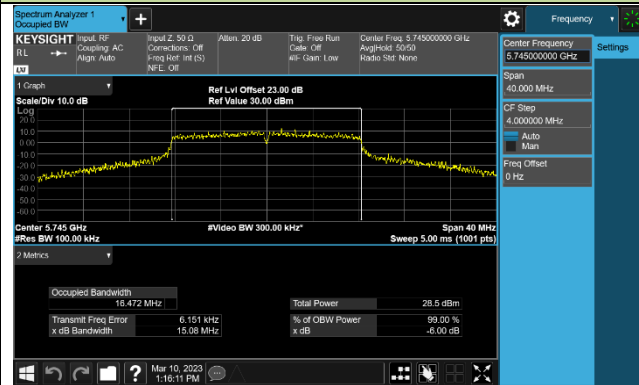 Spectrum Analyzer 1
Occupied BW
Frequency
KEYSIGHT
RL
LXI
Input: RF
Coupling: AC
Align: Auto
Input Z: 50 Ω
Corrections: Off
Freq Ref: Int (S)
NFE: Off
Atten: 20 dB
Trig: Free Run
Gate: Off
#IF Gain: Low
Center Freq: 5.745000000 GHz
Avg|Hold: 50/50
Radio Std: None
Center Frequency
5.745000000 GHz
Settings
Span
40.000 MHz
CF Step
4.000000 MHz
Auto
Man
Freq Offset
0 Hz
1 Graph
Scale/Div 10.0 dB
Ref Lvl Offset 23.00 dB
Ref Value 30.00 dBm
Log
20.0
10.0
0.00
-10.0
-20.0
-30.0
-40.0
-50.0
-60.0
Center 5.745 GHz
#Res BW 100.00 kHz
#Video BW 300.00 kHz*
Span 40 MHz
Sweep 5.00 ms (1001 pts)
2 Metrics
Occupied Bandwidth
16.472 MHz
Total Power 28.5 dBm
Transmit Freq Error 6.151 kHz
% of OBW Power 99.00 %
x dB Bandwidth 15.08 MHz
x dB -6.00 dB
Mar 10, 2023
1:16:11 PM